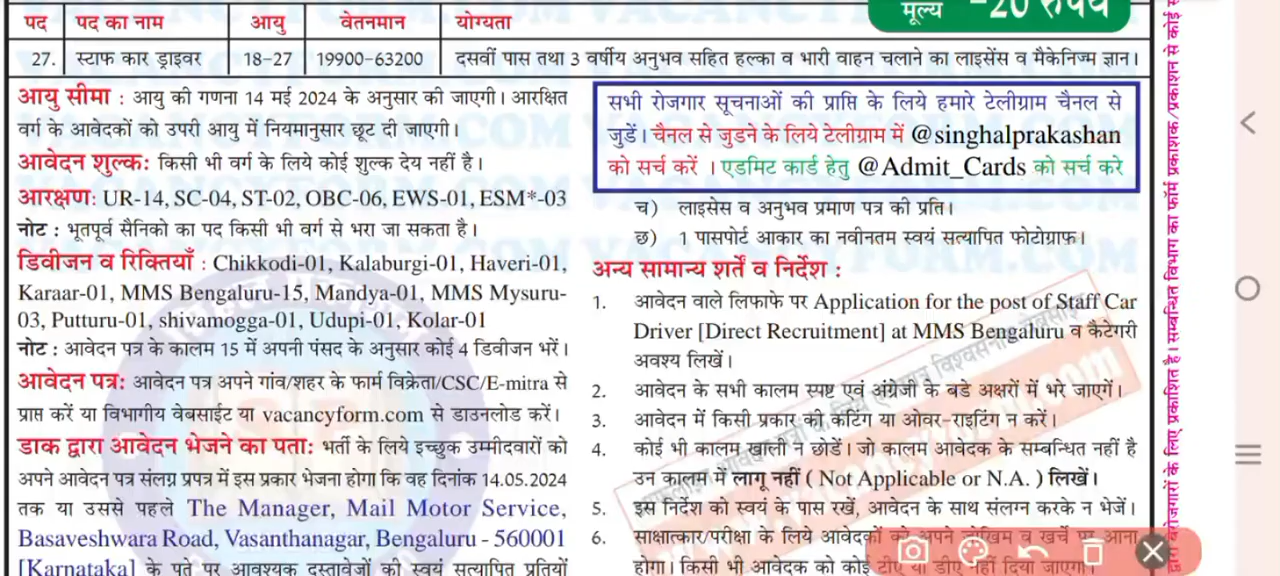 मूल्य -20 रुपये
पद पद का नाम आयु वेतनमान योग्यता
27. स्टाफ कार ड्राइवर 18-27 19900-63200 दसवीं पास तथा 3 वर्षीय अनुभव सहित हल्का व भारी वाहन चलाने का लाइसेंस व मैकेनिज्म ज्ञान।
आयु सीमा : आयु की गणना 14 मई 2024 के अनुसार की जाएगी। आरक्षित
वर्ग के आवेदकों को उपरी आयु में नियमानुसार छूट दी जाएगी।
आवेदन शुल्क: किसी भी वर्ग के लिये कोई शुल्क देय नहीं है।
आरक्षण: UR-14, SC-04, ST-02, OBC-06, EWS-01, ESM*-03
नोट : भूतपूर्व सैनिको का पद किसी भी वर्ग से भरा जा सकता है।
डिवीजन व रिक्तियाँ : Chikkodi-01, Kalaburgi-01, Haveri-01,
Karaar-01, MMS Bengaluru-15, Mandya-01, MMS Mysuru-
03, Putturu-01, shivamogga-01, Udupi-01, Kolar-01
नोट : आवेदन पत्र के कालम 15 में अपनी पंसद के अनुसार कोई 4 डिवीजन भरें।
आवेदन पत्र: आवेदन पत्र अपने गांव/शहर के फार्म विक्रेता/CSC/E-mitra से
प्राप्त करें या विभागीय वेबसाईट या vacancyform.com से डाउनलोड करें।
डाक द्वारा आवेदन भेजने का पता: भर्ती के लिये इच्छुक उम्मीदवारों को
अपने आवेदन पत्र संलग्न प्रपत्र में इस प्रकार भेजना होगा कि वह दिनांक 14.05.2024
तक या उससे पहले The Manager, Mail Motor Service,
Basaveshwara Road, Vasanthanagar, Bengaluru - 560001
[Karnataka] के पते पर आवश्यक दस्तावेजों की स्वयं सत्यापित प्रतियों
सभी रोजगार सूचनाओं की प्राप्ति के लिये हमारे टेलीग्राम चैनल से
जुडें। चैनल से जुडने के लिये टेलीग्राम में @singhalprakashan
को सर्च करें । एडमिट कार्ड हेतु @Admit_Cards को सर्च करे
च) लाइसेंस व अनुभव प्रमाण पत्र की प्रति।
छ) 1 पासपोर्ट आकार का नवीनतम स्वयं सत्यापित फोटोग्राफ।
अन्य सामान्य शर्तें व निर्देश :
1. आवेदन वाले लिफाफे पर Application for the post of Staff Car
Driver [Direct Recruitment] at MMS Bengaluru व कैटेगरी
अवश्य लिखें।
2. आवेदन के सभी कालम स्पष्ट एवं अंग्रेजी के बडे अक्षरों में भरे जाएगें।
3. आवेदन में किसी प्रकार की कटिंग या ओवर-राइटिंग न करें।
4. कोई भी कालम खाली न छोडें। जो कालम आवेदक के सम्बन्धित नहीं है
उन कालम में लागू नहीं ( Not Applicable or N.A. ) लिखें।
5. इस निर्देश को स्वयं के पास रखें, आवेदन के साथ संलग्न करके न भेजें।
6. साक्षात्कार/परीक्षा के लिये आवेदकों को अपने जोखिम व खर्चे पर आना
होगा। किसी भी आवेदक को कोई टीए या डीए नहीं दिया जाएगा।
द्वारा बेरोजगारों के लिए प्रकाशित है। सम्बन्धित विभाग का फॉर्म प्रकाशक/प्रकाशन से कोई